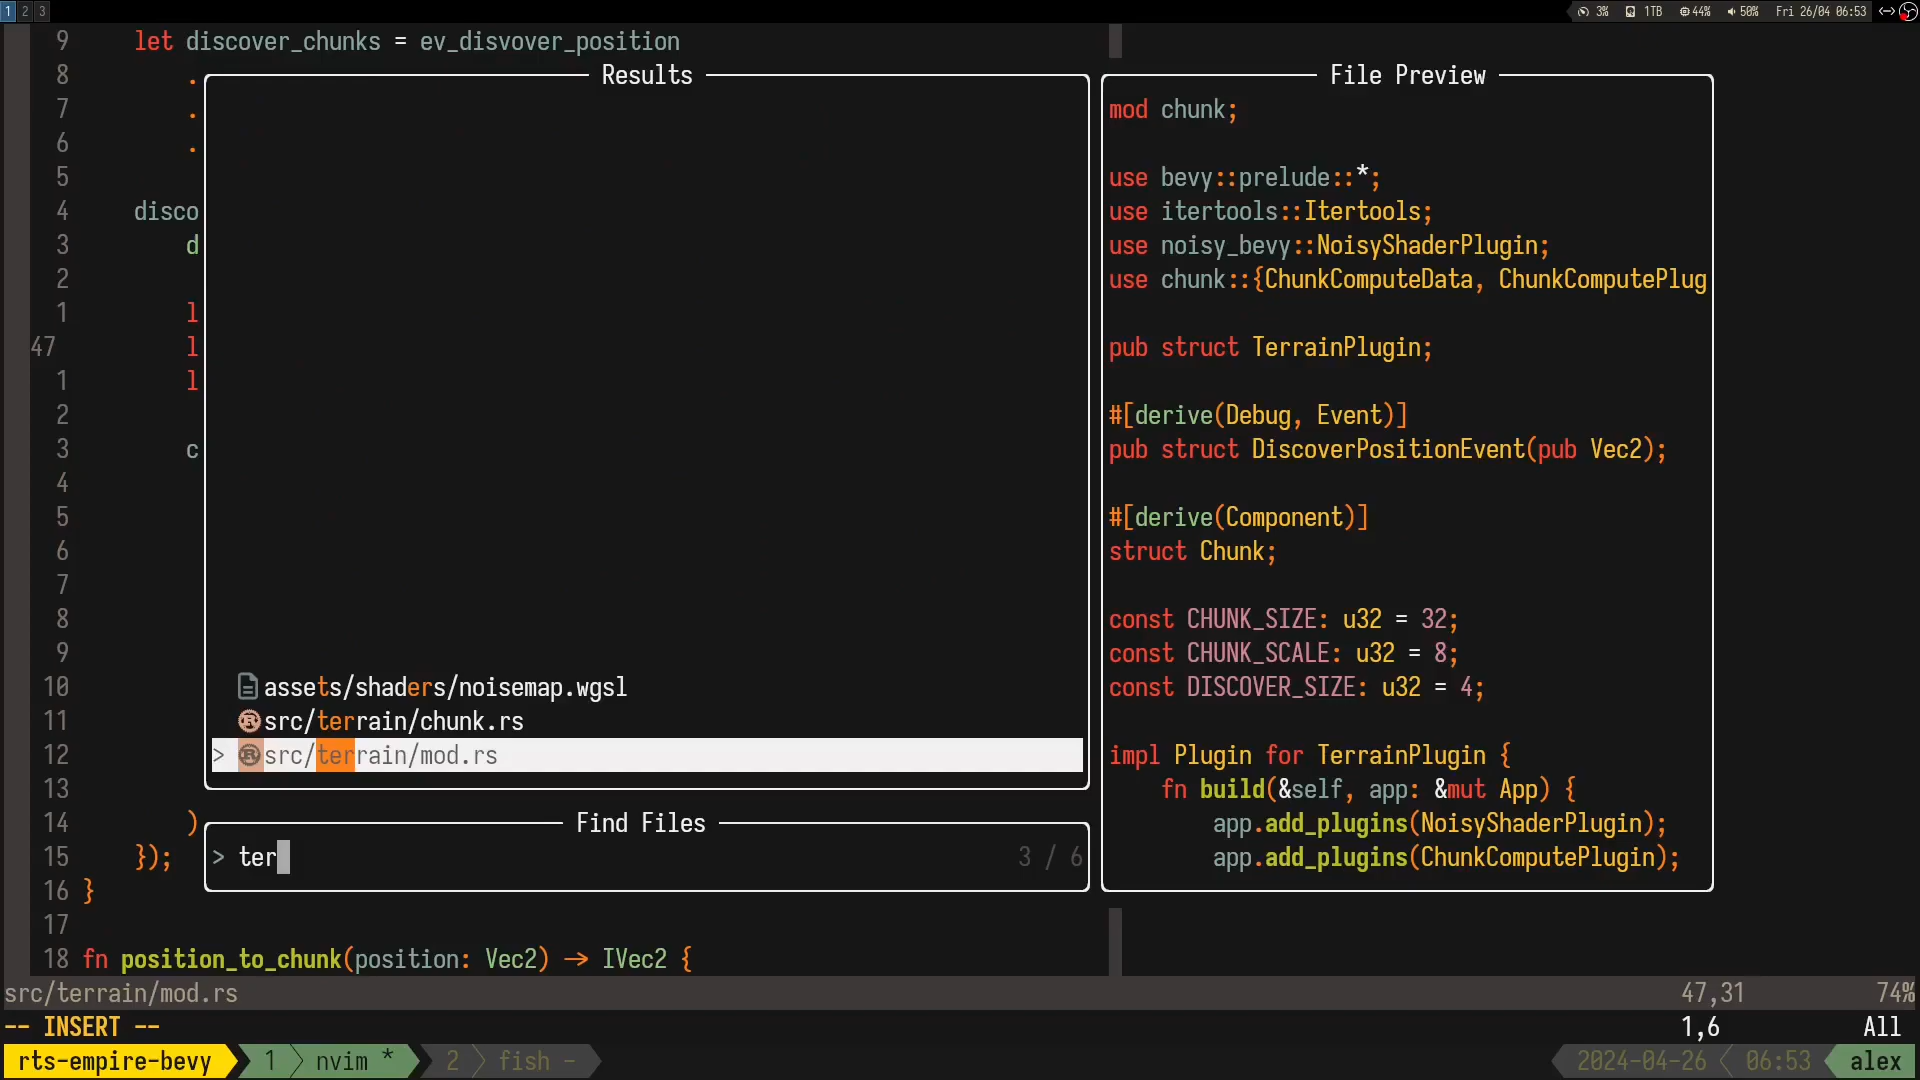 1 2 3 3% 1TB 44% 50% Fri 26/04 06:53
9 let discover_chunks = ev_disvover_position
8 .
7 .
6 .
5
4 disco
3 d
2
1 l
47 l
1 l
2
3 c
4
5
6
7
8
9
10
11
12
13
14 )
15 });
16 }
17
18 fn position_to_chunk(position: Vec2) → IVec2 {
Results
assets/shaders/noisemap.wgsl
src/terrain/chunk.rs
> src/terrain/mod.rs
Find Files
> ter 3 / 6
File Preview
mod chunk;
use bevy::prelude::*;
use itertools::Itertools;
use noisy_bevy::NoisyShaderPlugin;
use chunk::{ChunkComputeData, ChunkComputePlug
pub struct TerrainPlugin;
#[derive(Debug, Event)]
pub struct DiscoverPositionEvent(pub Vec2);
#[derive(Component)]
struct Chunk;
const CHUNK_SIZE: u32 = 32;
const CHUNK_SCALE: u32 = 8;
const DISCOVER_SIZE: u32 = 4;
impl Plugin for TerrainPlugin {
fn build(&self, app: &mut App) {
app.add_plugins(NoisyShaderPlugin);
app.add_plugins(ChunkComputePlugin);
src/terrain/mod.rs 47,31 74%
-- INSERT -- 1,6 All
rts-empire-bevy 1 nvim * 2 fish - 2024-04-26 06:53 alex